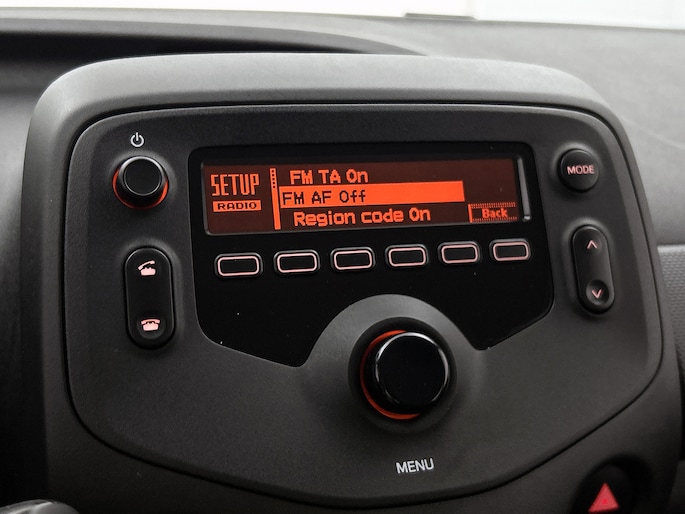 SETUP
RADIO
FM TA On
FM AF Off
Region code On
Back
MODE
MENU